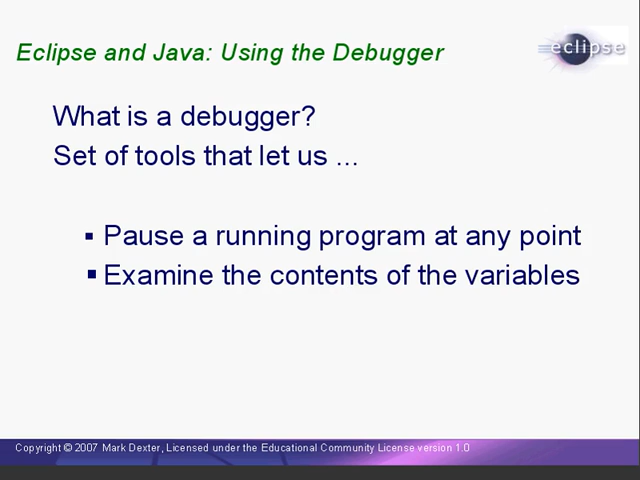 Eclipse and Java: Using the Debugger
eclipse
What is a debugger?
Set of tools that let us ...
▪ Pause a running program at any point
▪ Examine the contents of the variables
Copyright © 2007 Mark Dexter, Licensed under the Educational Community License version 1.0